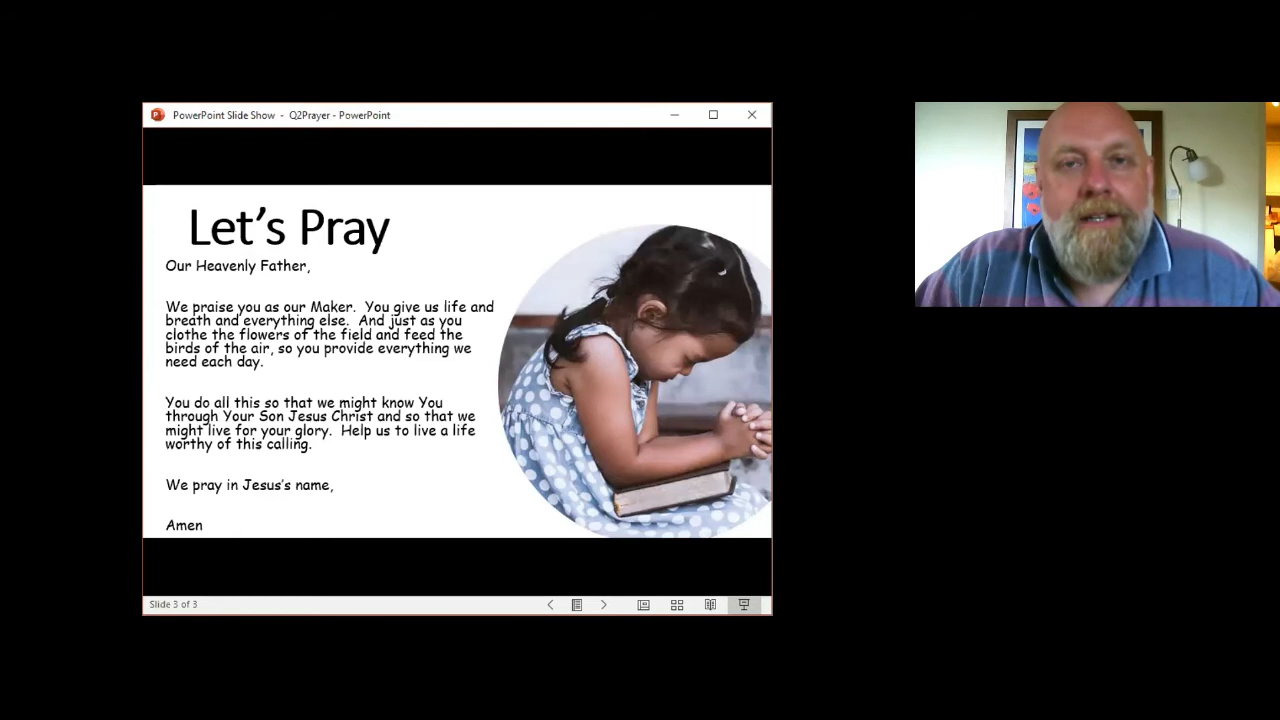 PowerPoint Slide Show - Q2Prayer - PowerPoint
Let's Pray
Our Heavenly Father,
We praise you as our Maker. You give us life and
breath and everything else. And just as you
clothe the flowers of the field and feed the
birds of the air, so you provide everything we
need each day.
You do all this so that we might know You
through Your Son Jesus Christ and so that we
might live for your glory. Help us to live a life
worthy of this calling.
We pray in Jesus's name,
Amen
Slide 3 of 3